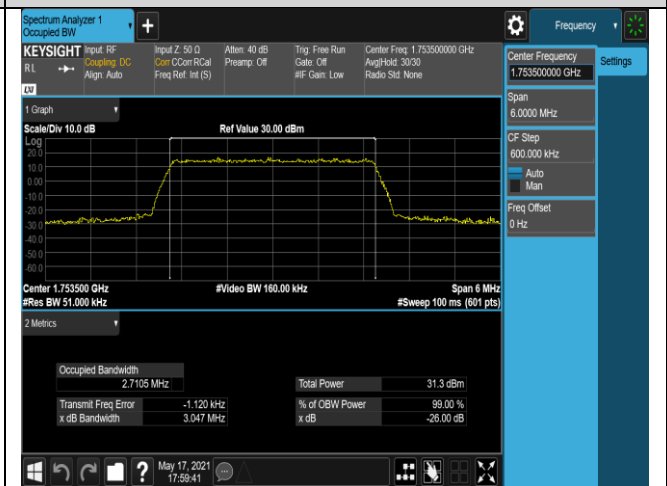 Spectrum Analyzer 1
Occupied BW
Frequency
KEYSIGHT
RL
LXI
Input: RF
Coupling: DC
Align: Auto
Input Z: 50 Ω
Corr CCorr RCal
Freq Ref: Int (S)
Atten: 40 dB
Preamp: Off
Trig: Free Run
Gate: Off
#IF Gain: Low
Center Freq: 1.753500000 GHz
Avg|Hold: 30/30
Radio Std: None
Center Frequency
1.753500000 GHz
Settings
Span
6.0000 MHz
CF Step
600.000 kHz
Auto
Man
Freq Offset
0 Hz
1 Graph
Scale/Div 10.0 dB
Ref Value 30.00 dBm
Log
20.0
10.0
0.00
-10.0
-20.0
-30.0
-40.0
-50.0
-60.0
Center 1.753500 GHz
#Video BW 160.00 kHz
Span 6 MHz
#Res BW 51.000 kHz
#Sweep 100 ms (601 pts)
2 Metrics
Occupied Bandwidth
2.7105 MHz
Total Power 31.3 dBm
Transmit Freq Error -1.120 kHz
% of OBW Power 99.00 %
x dB Bandwidth 3.047 MHz
x dB -26.00 dB
?
May 17, 2021
17:59:41